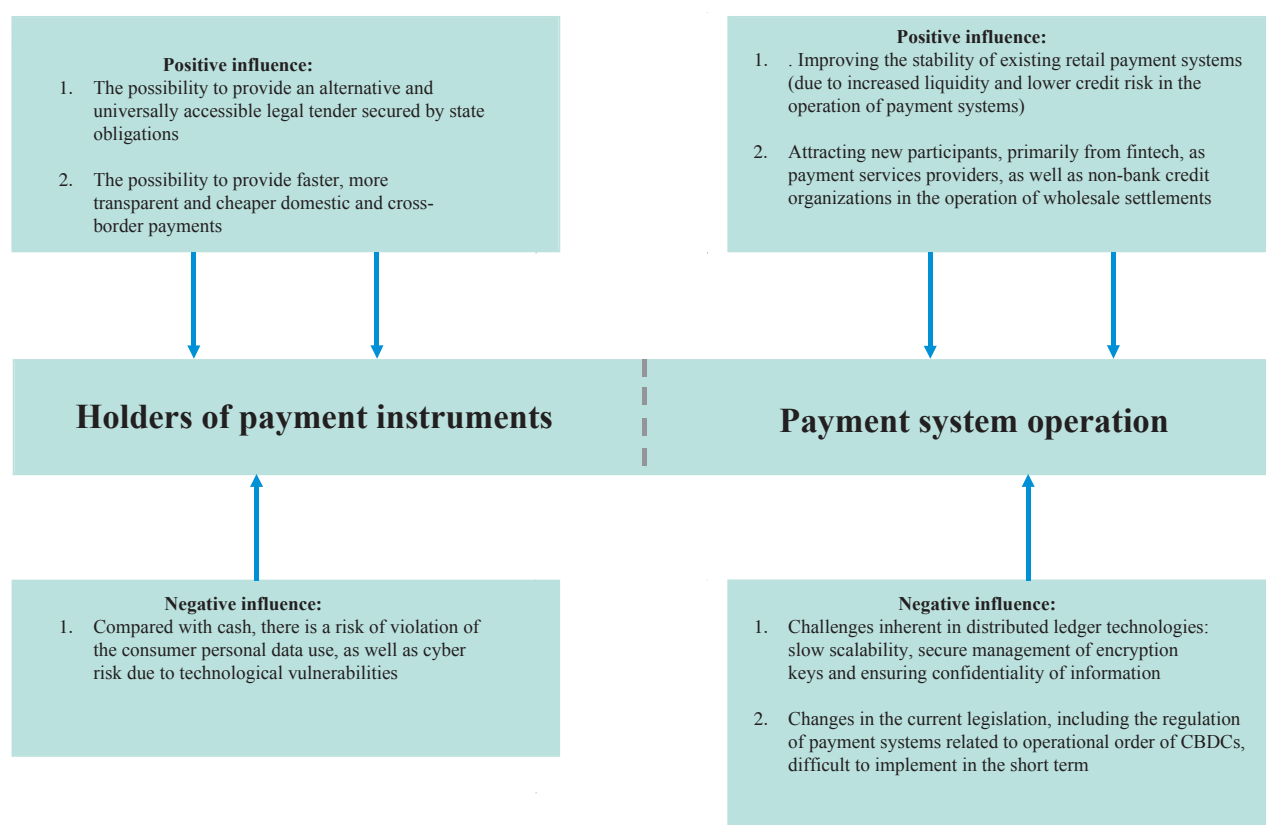 Positive influence:
1. The possibility to provide an alternative and
universally accessible legal tender secured by state
obligations
2. The possibility to provide faster, more
transparent and cheaper domestic and cross-
border payments
Positive influence:
1. . Improving the stability of existing retail payment systems
(due to increased liquidity and lower credit risk in the
operation of payment systems)
2. Attracting new participants, primarily from fintech, as
payment services providers, as well as non-bank credit
organizations in the operation of wholesale settlements
Holders of payment instruments
Payment system operation
Negative influence:
1. Compared with cash, there is a risk of violation of
the consumer personal data use, as well as cyber
risk due to technological vulnerabilities
Negative influence:
1. Challenges inherent in distributed ledger technologies:
slow scalability, secure management of encryption
keys and ensuring confidentiality of information
2. Changes in the current legislation, including the regulation
of payment systems related to operational order of CBDCs,
difficult to implement in the short term